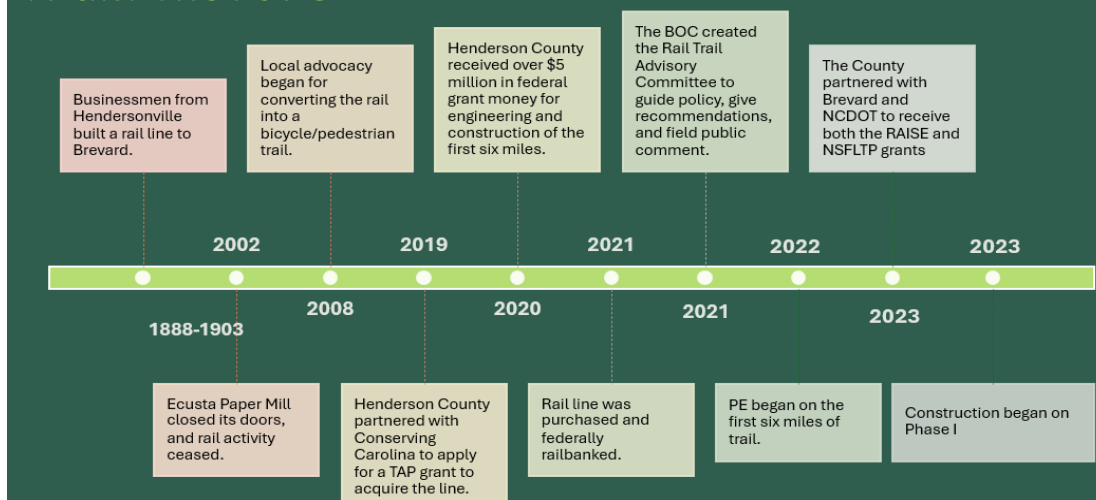 Businessmen from
Hendersonville
built a rail line to
Brevard.
Local advocacy
began for
converting the rail
into a
bicycle/pedestrian
trail.
Henderson County
received over $5
million in federal
grant money for
engineering and
construction of the
first six miles.
The BOC created
the Rail Trail
Advisory
Committee to
guide policy, give
recommendations,
and field public
comment.
The County
partnered with
Brevard and
NCDOT to receive
both the RAISE and
NSFLTP grants
2002
2019
2021
2022
2023
1888-1903
2008
2020
2021
2023
Ecusta Paper Mill
closed its doors,
and rail activity
ceased.
Henderson County
partnered with
Conserving
Carolina to apply
for a TAP grant to
acquire the line.
Rail line was
purchased and
federally
railbanked.
PE began on the
first six miles of
trail.
Construction began on
Phase I